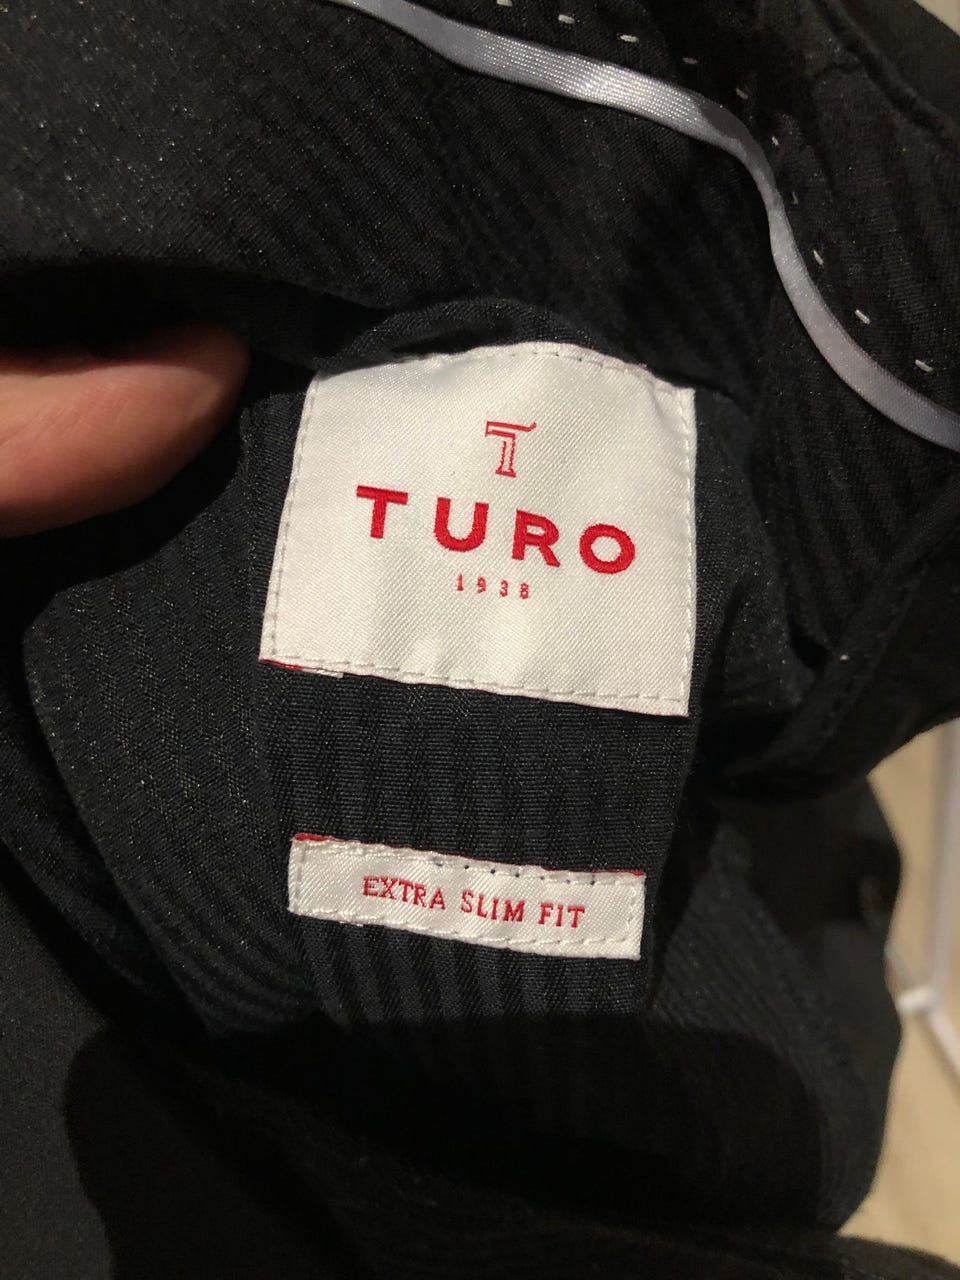 T
TURO
1938
EXTRA SLIM FIT